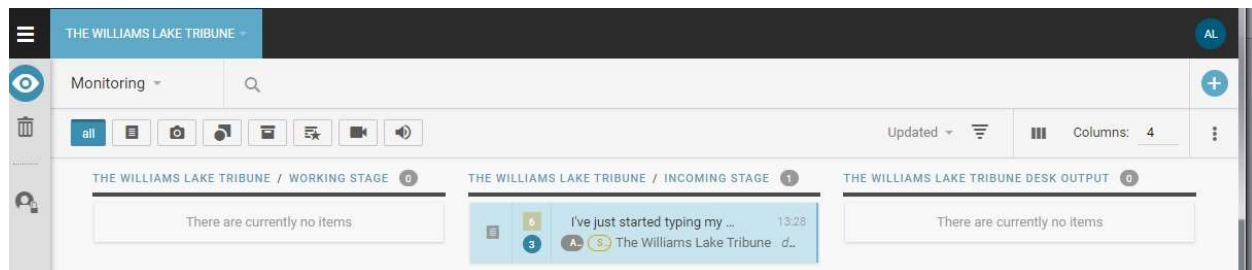 THE WILLIAMS LAKE TRIBUNE
AL
Monitoring
all
Updated
Columns: 4
THE WILLIAMS LAKE TRIBUNE / WORKING STAGE 0
There are currently no items
THE WILLIAMS LAKE TRIBUNE / INCOMING STAGE 1
6 I've just started typing my ... 13:28
3 A.. S.. The Williams Lake Tribune d..
THE WILLIAMS LAKE TRIBUNE DESK OUTPUT 0
There are currently no items